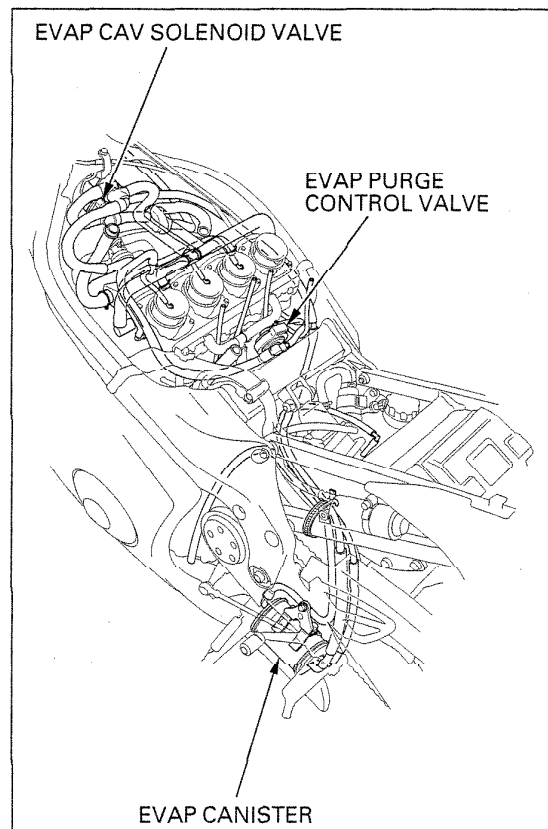 EVAP CAV SOLENOID VALVE
EVAP PURGE
CONTROL VALVE
EVAP CANISTER